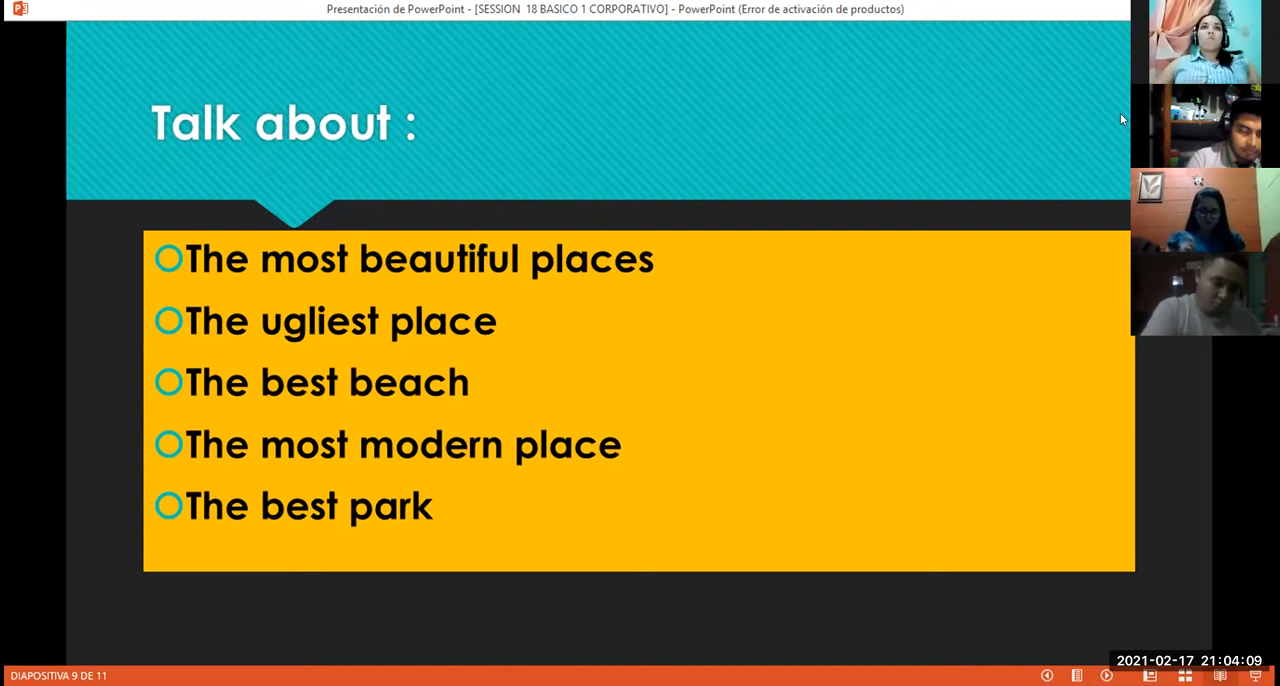 Presentación de PowerPoint - [SESSION 18 BASICO 1 CORPORATIVO] - PowerPoint (Error de activación de productos)
Talk about :
The most beautiful places
The ugliest place
The best beach
The most modern place
The best park
2021-02-17 21:04:09
DIAPOSITIVA 9 DE 11